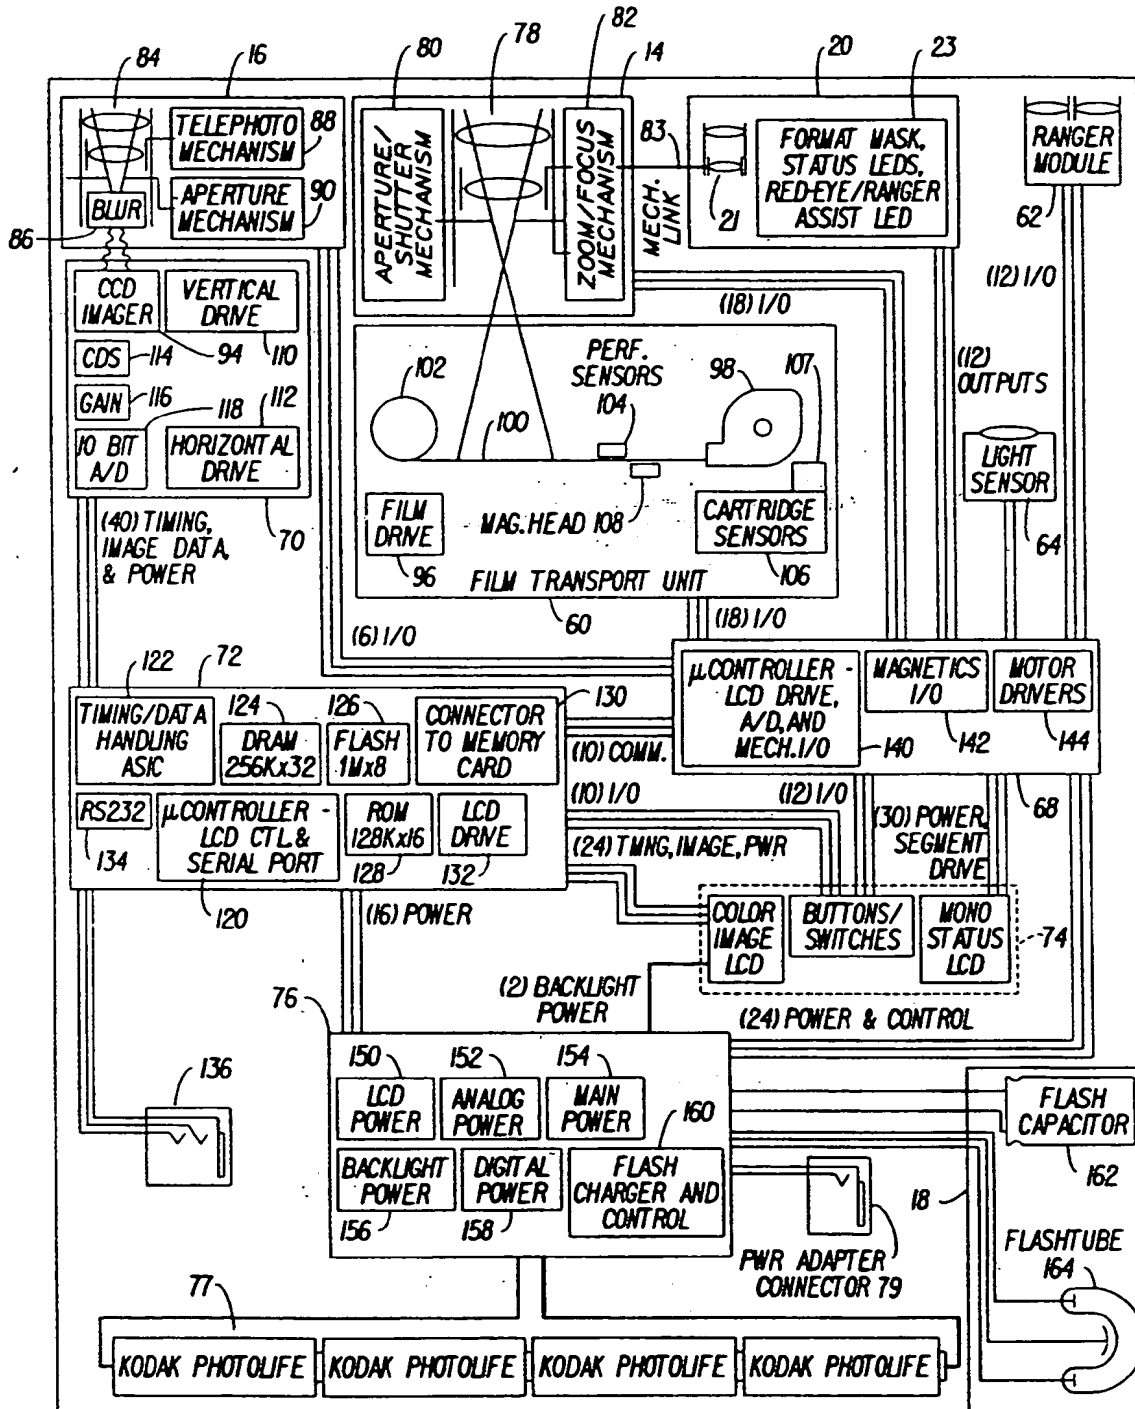 82
84
16
80
78
14
20
23
TELEPHOTO
MECHANISM
88
APERTURE
MECHANISM
90
BLUR
86
APERTURE/
SHUTTER
MECHANISM
ZOOM/FOCUS
MECHANISM
83
MECH.
LINK
21
FORMAT MASK,
STATUS LEDS,
RED-EYE/RANGER
ASSIST LED
RANGER
MODULE
62
(12) I/O
(18) I/O
(12)
OUTPUTS
CCD
IMAGER
VERTICAL
DRIVE
CDS
114
94
110
GAIN
116
118
112
10 BIT
A/D
HORIZONTAL
DRIVE
70
(40) TIMING,
IMAGE DATA,
& POWER
102
PERF.
SENSORS
98
107
104
100
FILM
DRIVE
96
MAG. HEAD 108
CARTRIDGE
SENSORS
106
FILM TRANSPORT UNIT
60
LIGHT
SENSOR
64
(6) I/O
(18) I/O
122
72
TIMING/DATA
HANDLING
ASIC
124
DRAM
256Kx32
126
FLASH
1Mx8
CONNECTOR
TO MEMORY
CARD
130
RS232
134
µCONTROLLER -
LCD CTL. &
SERIAL PORT
120
ROM
128Kx16
128
LCD
DRIVE
132
µCONTROLLER -
LCD DRIVE,
A/D, AND
MECH. I/O
140
MAGNETICS
I/O
142
MOTOR
DRIVERS
144
68
(10) COMM.
(10) I/O
(12) I/O
(24) TMNG, IMAGE, PWR
(30) POWER,
SEGMENT
DRIVE
(16) POWER
COLOR
IMAGE
LCD
BUTTONS/
SWITCHES
MONO
STATUS
LCD
74
(2) BACKLIGHT
POWER
(24) POWER & CONTROL
76
136
150
LCD
POWER
152
ANALOG
POWER
154
MAIN
POWER
160
BACKLIGHT
POWER
156
DIGITAL
POWER
158
FLASH
CHARGER AND
CONTROL
FLASH
CAPACITOR
162
18
PWR ADAPTER
CONNECTOR 79
FLASHTUBE
164
77
KODAK PHOTOLIFE KODAK PHOTOLIFE KODAK PHOTOLIFE KODAK PHOTOLIFE